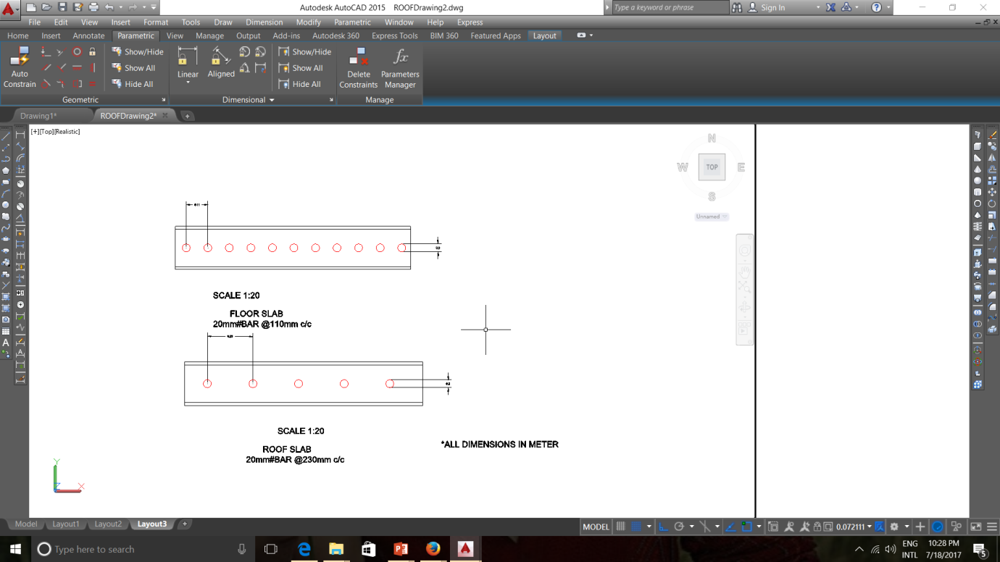 Autodesk AutoCAD 2015 ROOFDrawing2.dwg
Type a keyword or phrase
Sign In
File Edit View Insert Format Tools Draw Dimension Modify Parametric Window Help Express
Home Insert Annotate Parametric View Manage Output Add-ins Autodesk 360 Express Tools BIM 360 Featured Apps Layout
Auto
Constrain
Show/Hide
Show All
Hide All
Geometric
Linear
Aligned
Show/Hide
Show All
Hide All
Dimensional
Delete
Constraints
Parameters
Manager
Manage
Drawing1*
ROOFDrawing2*
[+][Top][Realistic]
N
W
TOP
E
S
Unnamed
0.11
SCALE 1:20
FLOOR SLAB
20mm#BAR @110mm c/c
SCALE 1:20
ROOF SLAB
20mm#BAR @230mm c/c
*ALL DIMENSIONS IN METER
Y
X
Z
Model Layout1 Layout2 Layout3
MODEL
0.072111
Type here to search
ENG
INTL
10:28 PM
7/18/2017
5